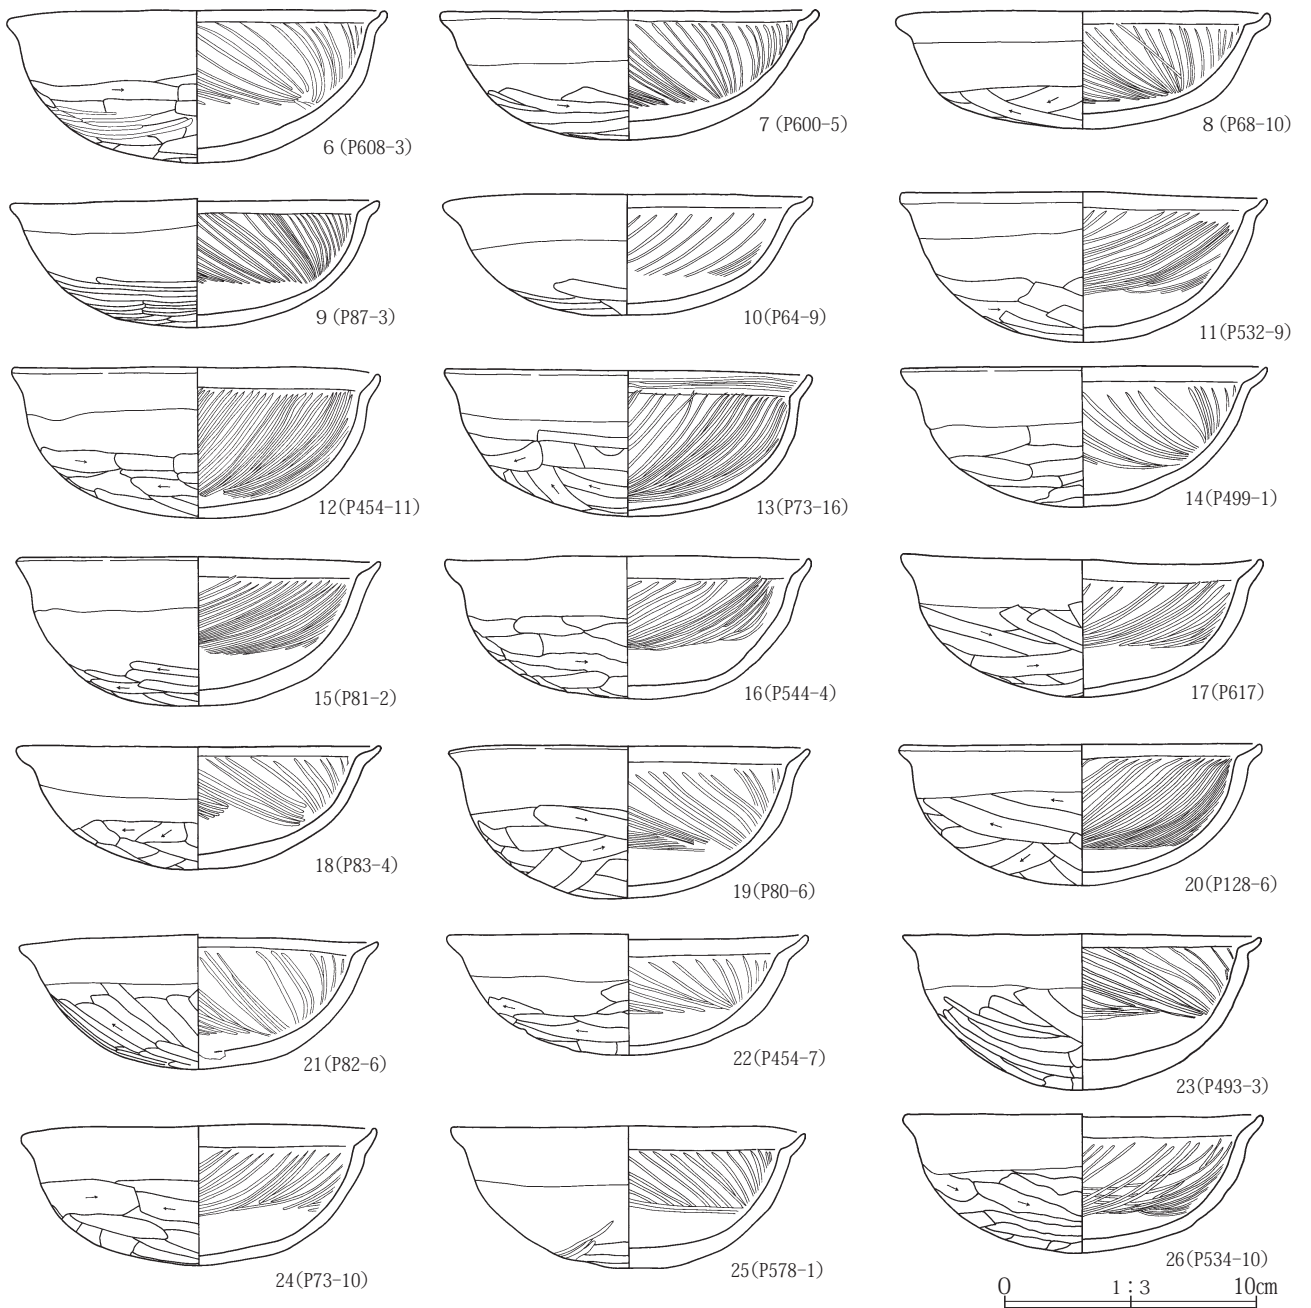 6 (P608-3)
7 (P600-5)
8 (P68-10)
9 (P87-3)
10(P64-9)
11(P532-9)
12(P454-11)
13(P73-16)
14(P499-1)
15(P81-2)
16(P544-4)
17(P617)
18(P83-4)
19(P80-6)
20(P128-6)
21(P82-6)
22(P454-7)
23(P493-3)
24(P73-10)
25(P578-1)
26(P534-10)
0 1:3 10cm